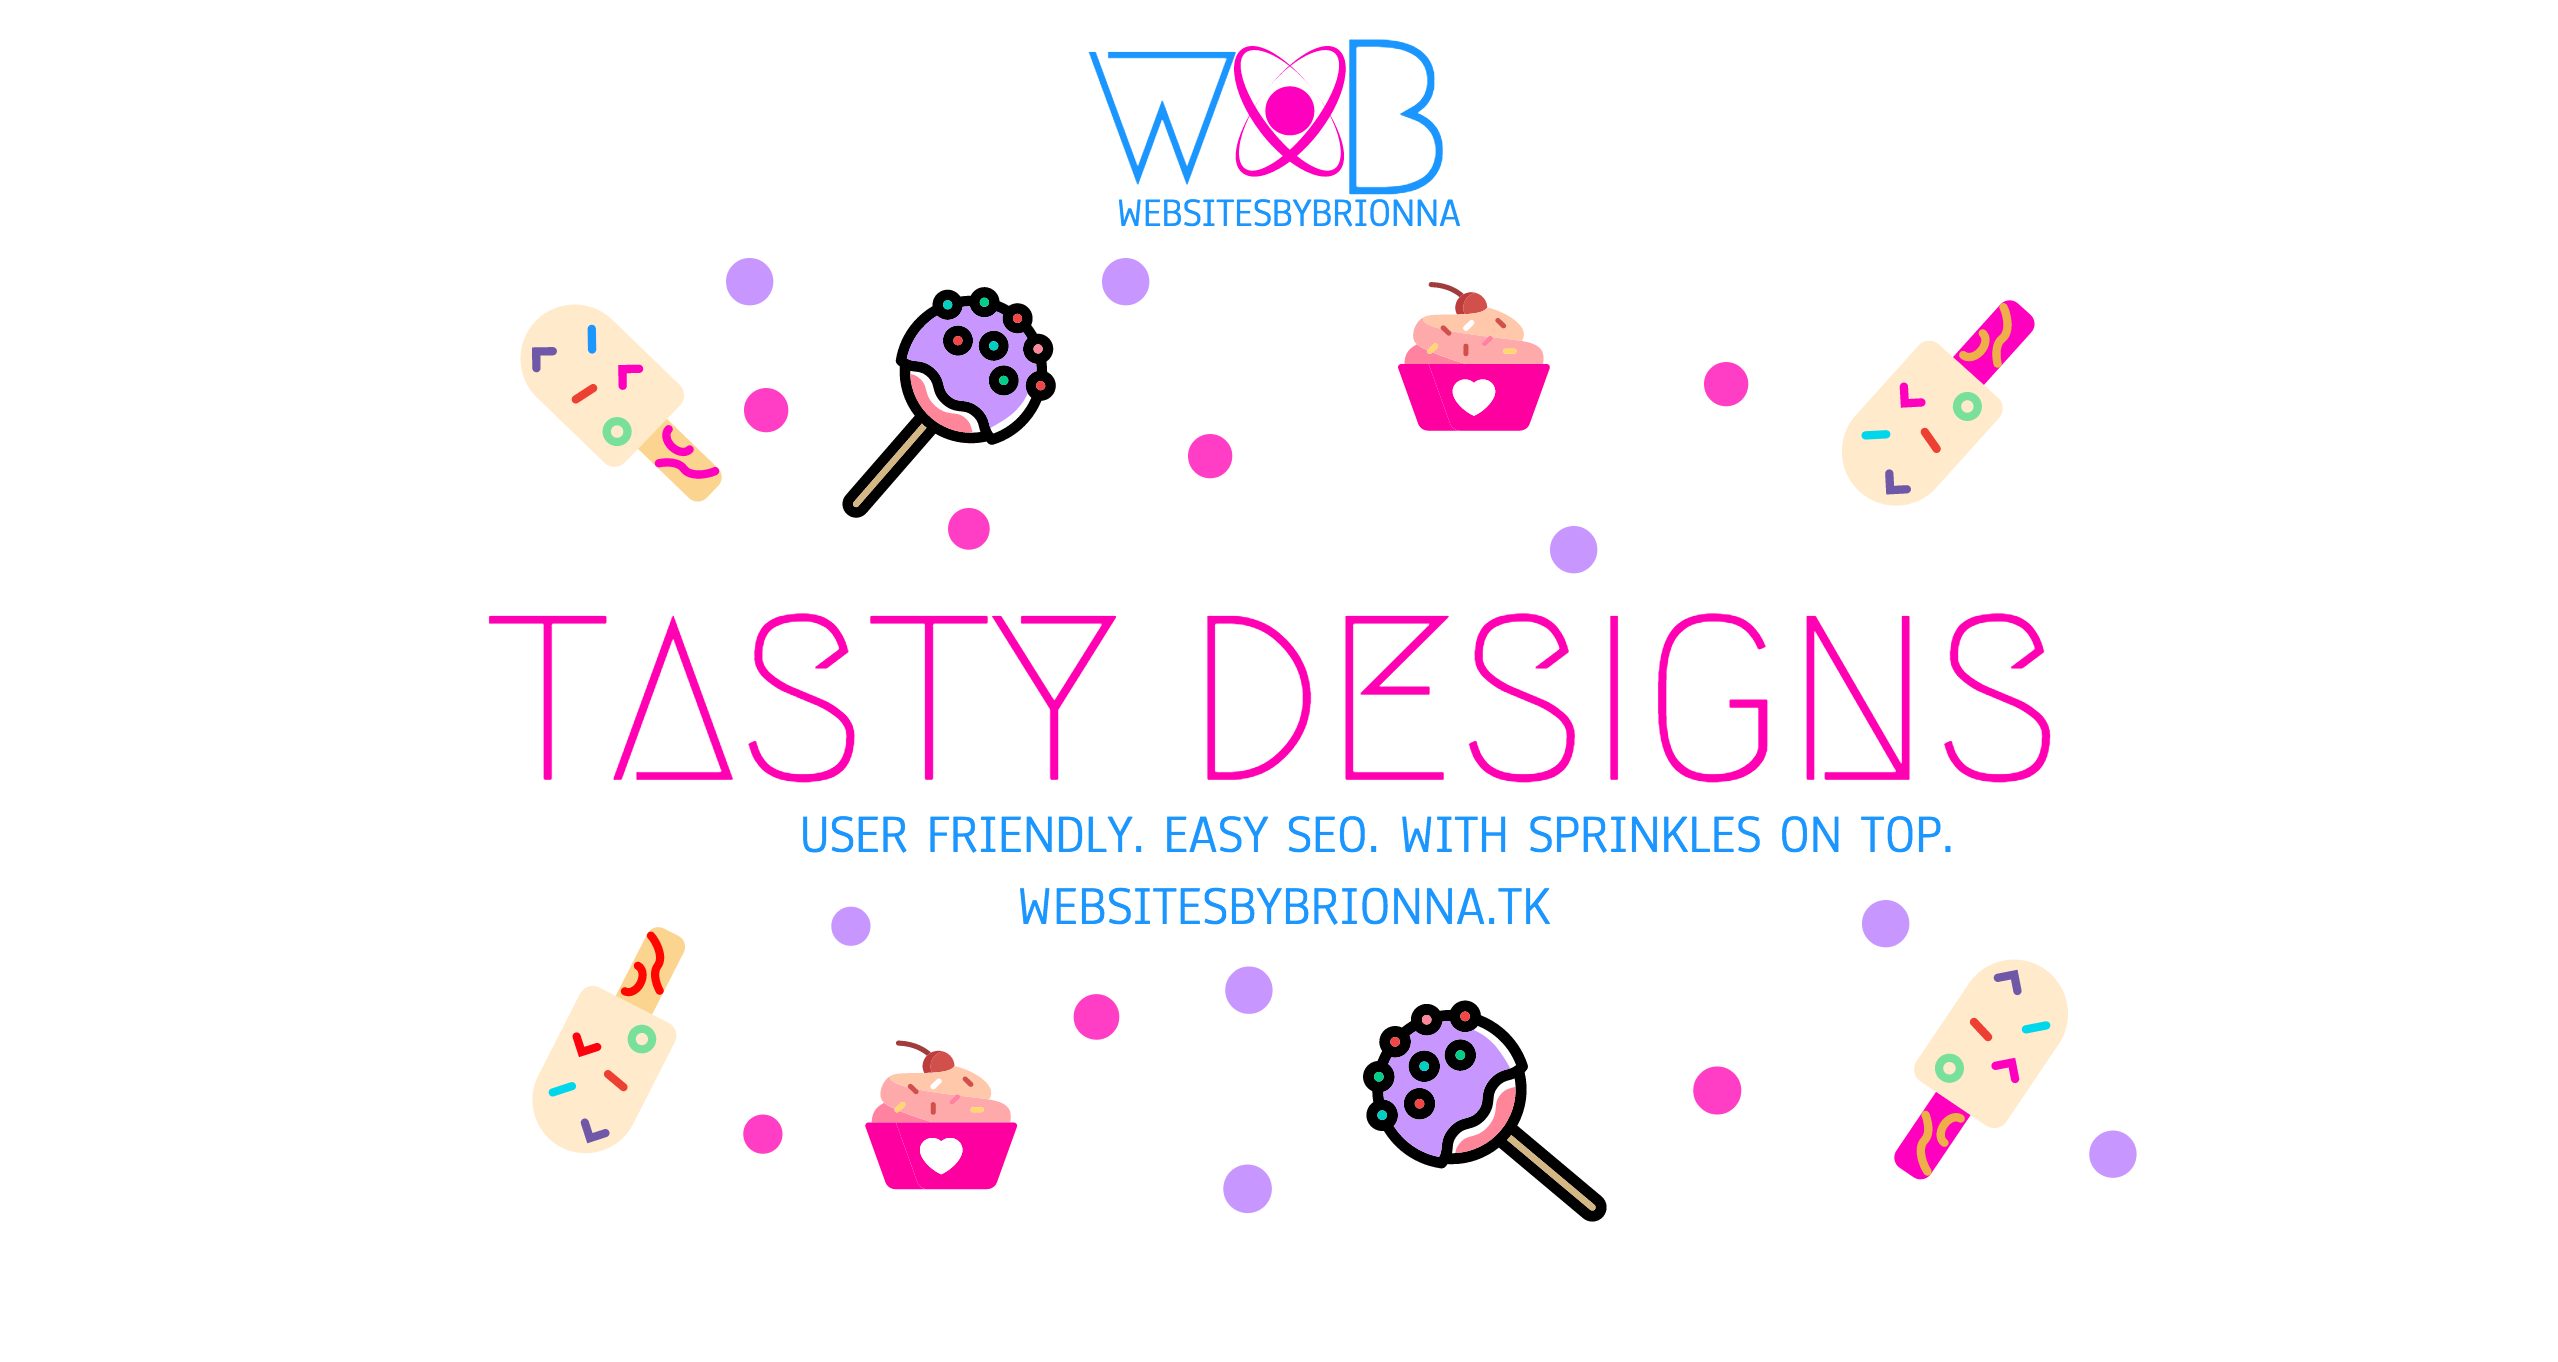 WB
WEBSITESBYBRIONNA
TASTY DESIGNS
USER FRIENDLY. EASY SEO. WITH SPRINKLES ON TOP.
WEBSITESBYBRIONNA.TK